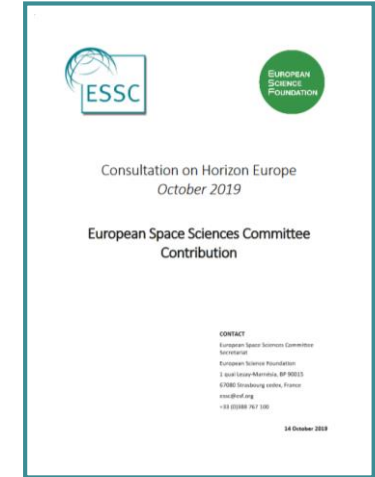 ESSC
EUROPEAN
SCIENCE
FOUNDATION
Consultation on Horizon Europe
October 2019
European Space Sciences Committee
Contribution
CONTACT
European Space Sciences Committee
Secretariat
European Science Foundation
1 quai Lezay-Marnésia, BP 90015
67080 Strasbourg cedex, France
essc@esf.org
+33 (0)388 767 100
14 October 2019